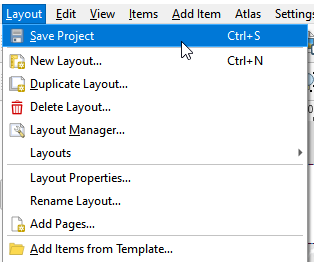 Layout Edit View Items Add Item Atlas Settings
Save Project Ctrl+S
New Layout... Ctrl+N
Duplicate Layout...
Delete Layout...
Layout Manager...
Layouts
Layout Properties...
Rename Layout...
Add Pages...
Add Items from Template...